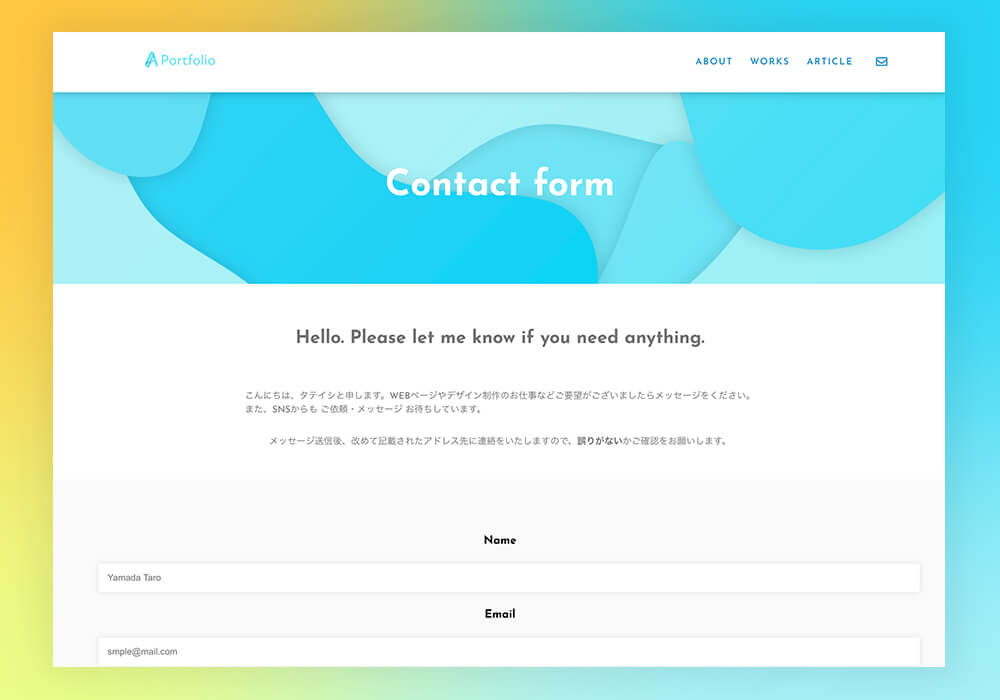 Portfolio
ABOUT WORKS ARTICLE
Contact form
Hello. Please let me know if you need anything.
こんにちは、タテイシと申します。WEBページやデザイン制作のお仕事などご要望がございましたらメッセージをください。
また、SNSからも ご依頼・メッセージ お待ちしています。
メッセージ送信後、改めて記載されたアドレス先に連絡をいたしますので、誤りがないかご確認をお願いします。
Name
Yamada Taro
Email
smple@mail.com